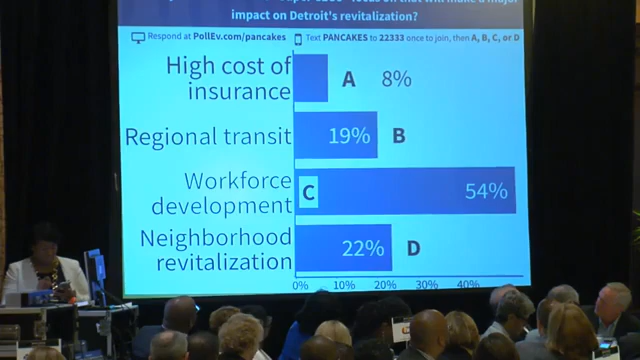 impact on Detroit's revitalization?
Respond at PollEv.com/pancakes Text PANCAKES to 22333 once to join, then A, B, C, or D
High cost of
insurance
A 8%
Regional transit 19% B
Workforce
development
C 54%
Neighborhood
revitalization
22% D
0% 10% 20% 30% 40%